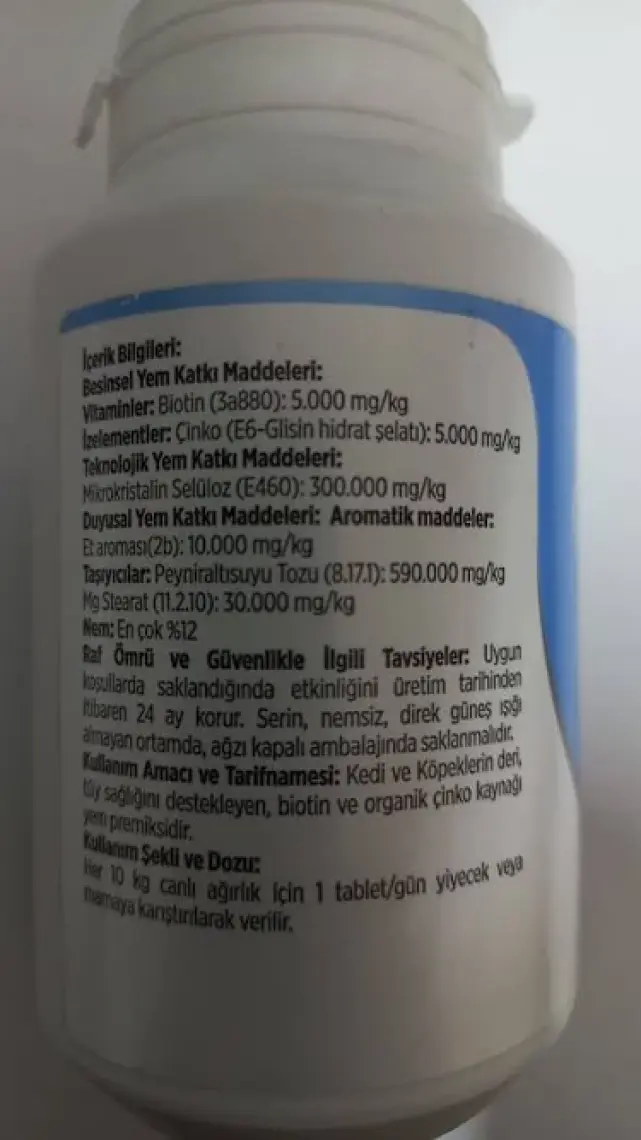 İçerik Bilgileri:
Besinsel Yem Katkı Maddeleri:
Vitaminler: Biotin (3a880): 5.000 mg/kg
İzelementler: Çinko (E6-Glisin hidrat şelatı): 5.000 mg/kg
Teknolojik Yem Katkı Maddeleri:
Mikrokristalin Selüloz (E460): 300.000 mg/kg
Duyusal Yem Katkı Maddeleri: Aromatik maddeler:
Et aroması(2b): 10.000 mg/kg
Taşıyıcılar: Peyniraltısuyu Tozu (8.17.1): 590.000 mg/kg
Mg Stearat (11.2.10): 30.000 mg/kg
Nem: En çok %12
Raf Ömrü ve Güvenlikle İlgili Tavsiyeler: Uygun
koşullarda saklandığında etkinliğini üretim tarihinden
itibaren 24 ay korur. Serin, nemsiz, direk güneş ışığı
almayan ortamda, ağzı kapalı ambalajında saklanmalıdır.
Kullanım Amacı ve Tarifnamesi: Kedi ve Köpeklerin deri,
tüy sağlığını destekleyen, biotin ve organik çinko kaynağı
yem premiksidir.
Kullanım Şekli ve Dozu:
Her 10 kg canlı ağırlık için 1 tablet/gün yiyecek veya
mamaya karıştırılarak verilir.